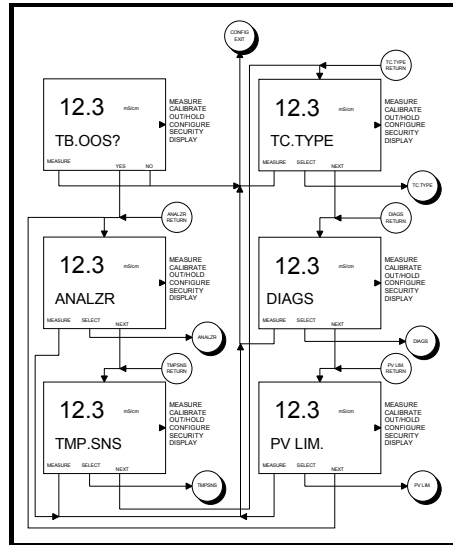 CONFIG
EXIT
TC.TYPE
RETURN
12.3 mS/cm
TB.OOS?
MEASURE YES NO
MEASURE
CALIBRATE
OUT/HOLD
CONFIGURE
SECURITY
DISPLAY
12.3 mS/cm
TC.TYPE
MEASURE SELECT NEXT
MEASURE
CALIBRATE
OUT/HOLD
CONFIGURE
SECURITY
DISPLAY
TC.TYPE
ANALZR
RETURN
DIAGS
RETURN
12.3 mS/cm
ANALZR
MEASURE SELECT NEXT
MEASURE
CALIBRATE
OUT/HOLD
CONFIGURE
SECURITY
DISPLAY
ANALZR
12.3 mS/cm
DIAGS
MEASURE SELECT NEXT
MEASURE
CALIBRATE
OUT/HOLD
CONFIGURE
SECURITY
DISPLAY
DIAGS
TMPSNS
RETURN
PV LIM.
RETURN
12.3 mS/cm
TMP.SNS
MEASURE SELECT NEXT
MEASURE
CALIBRATE
OUT/HOLD
CONFIGURE
SECURITY
DISPLAY
TMPSNS
12.3 mS/cm
PV LIM.
MEASURE SELECT NEXT
MEASURE
CALIBRATE
OUT/HOLD
CONFIGURE
SECURITY
DISPLAY
PV LIM.